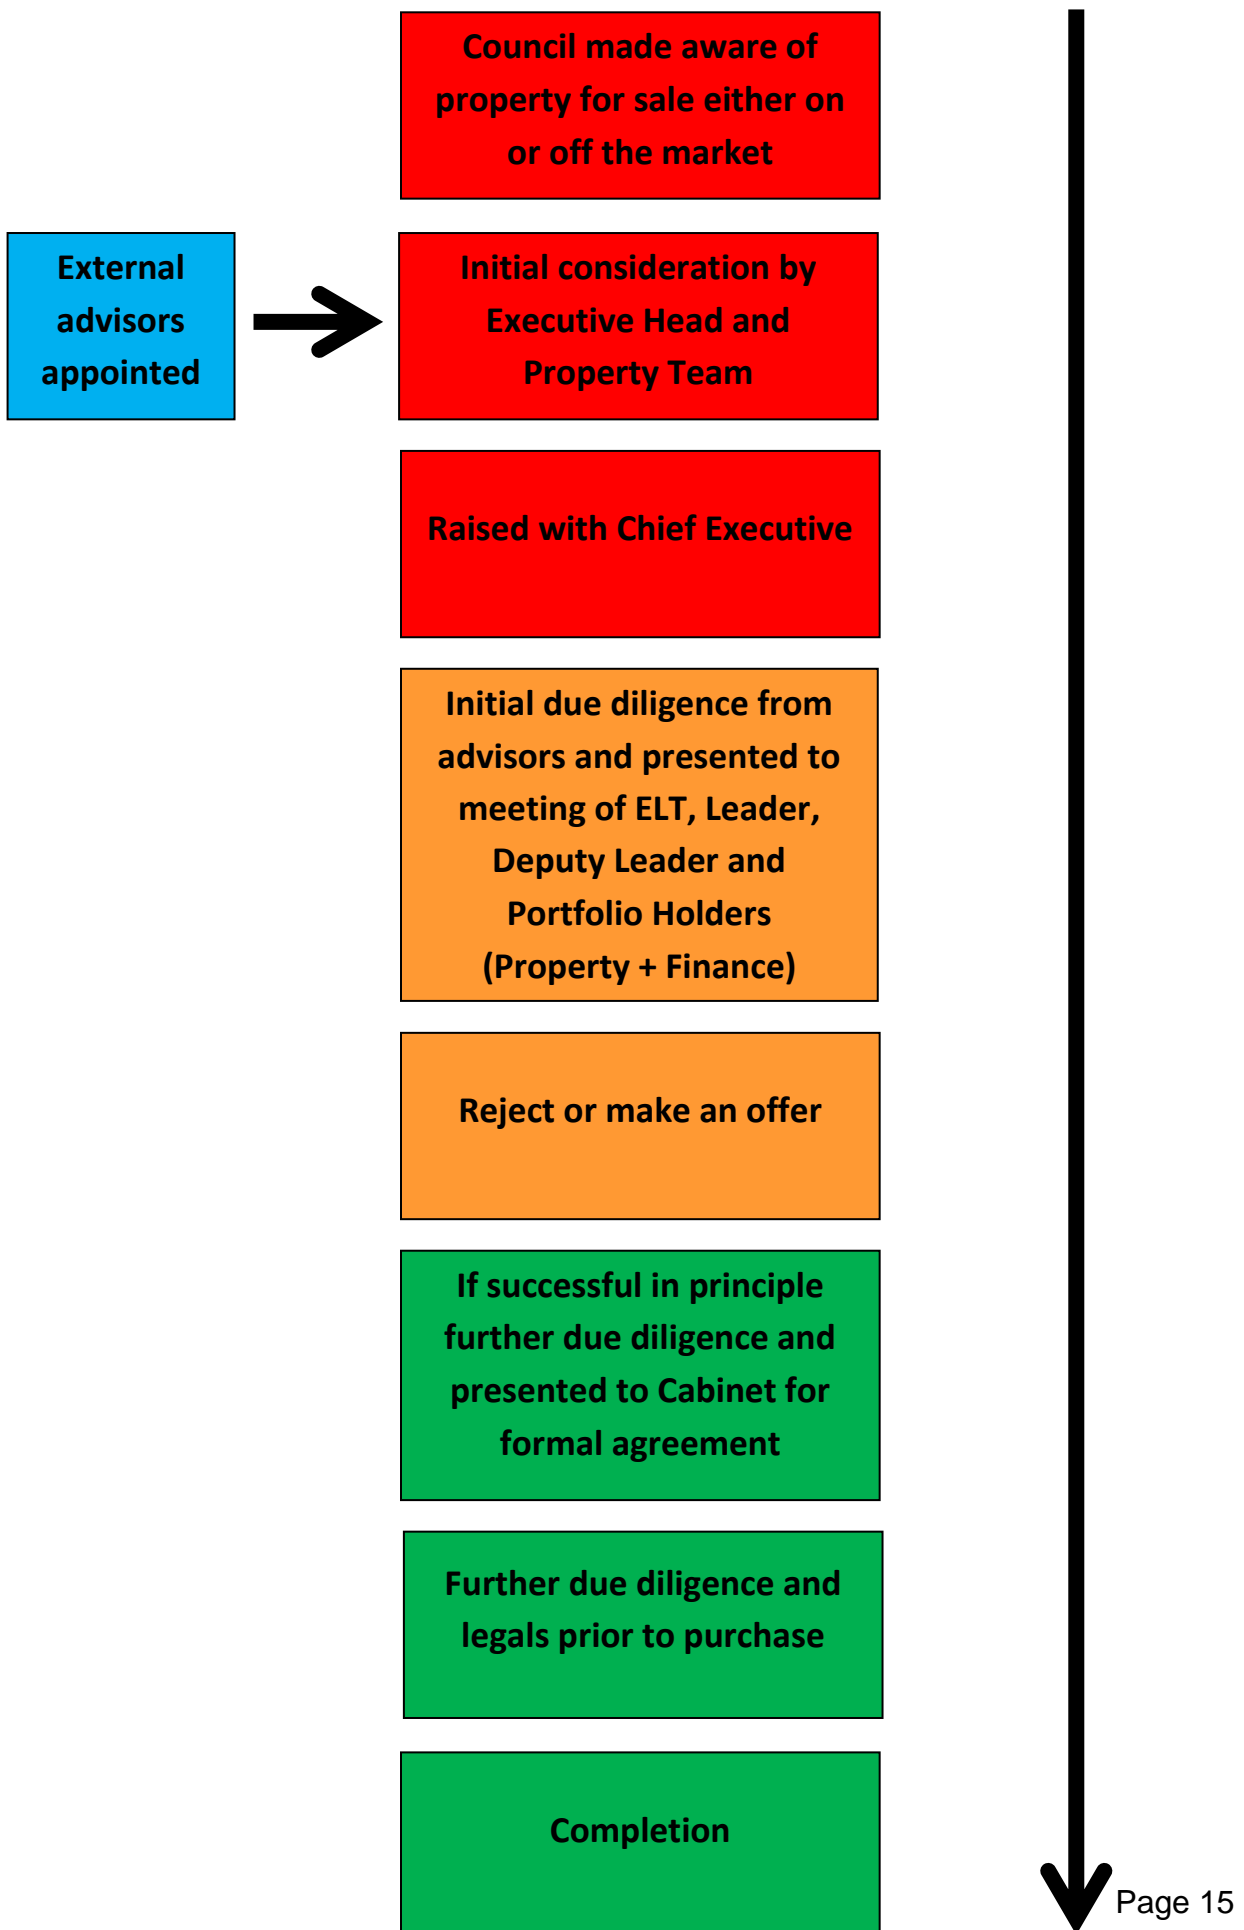 Council made aware of
property for sale either on
or off the market
External
advisors
appointed
Initial consideration by
Executive Head and
Property Team
Raised with Chief Executive
Initial due diligence from
advisors and presented to
meeting of ELT, Leader,
Deputy Leader and
Portfolio Holders
(Property + Finance)
Reject or make an offer
If successful in principle
further due diligence and
presented to Cabinet for
formal agreement
Further due diligence and
legals prior to purchase
Completion
Page 15